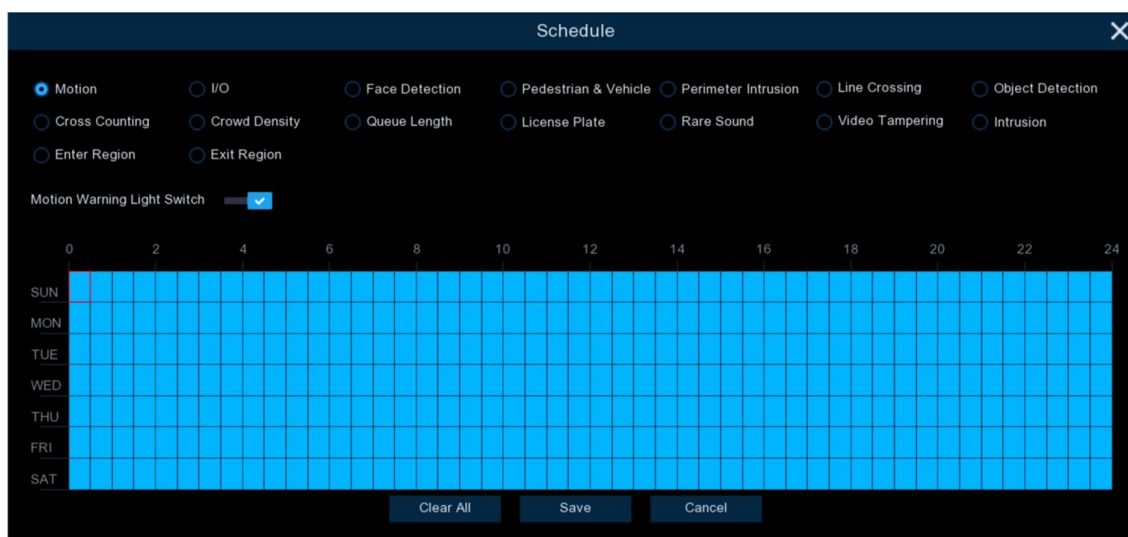 Schedule
Motion I/O Face Detection Pedestrian & Vehicle Perimeter Intrusion Line Crossing Object Detection
Cross Counting Crowd Density Queue Length License Plate Rare Sound Video Tampering Intrusion
Enter Region Exit Region
Motion Warning Light Switch
0 2 4 6 8 10 12 14 16 18 20 22 24
SUN
MON
TUE
WED
THU
FRI
SAT
Clear All Save Cancel